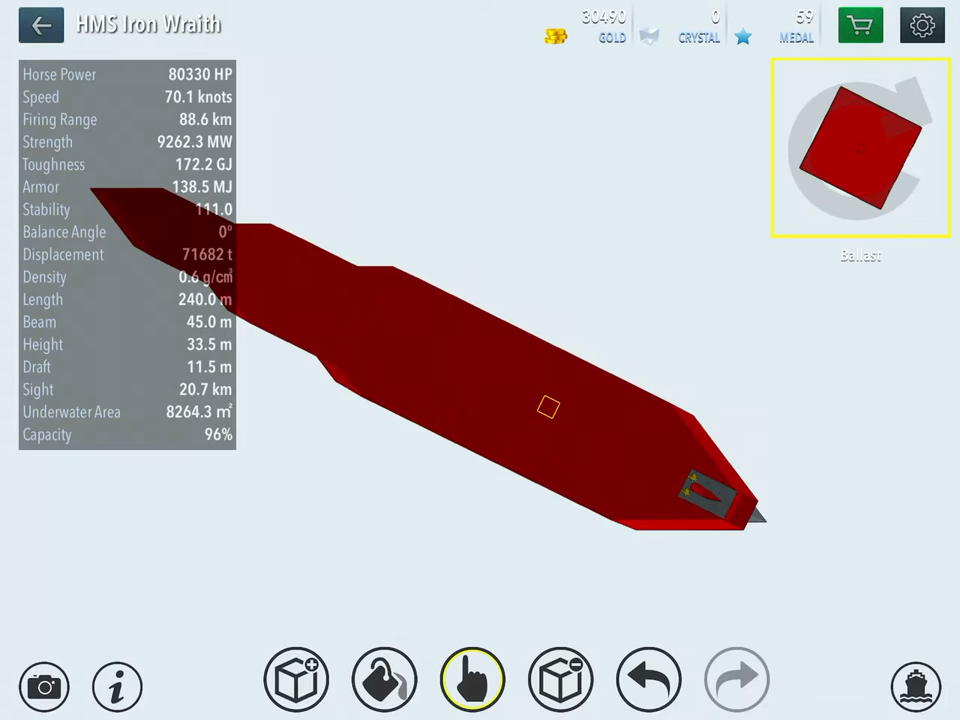 HMS Iron Wraith
30490 0 59
GOLD CRYSTAL MEDAL
Horse Power 80330 HP
Speed 70.1 knots
Firing Range 88.6 km
Strength 9262.3 MW
Toughness 172.2 GJ
Armor 138.5 MJ
Stability 111.0
Balance Angle 0°
Displacement 71682 t
Density 0.6 g/cm³
Length 240.0 m
Beam 45.0 m
Height 33.5 m
Draft 11.5 m
Sight 20.7 km
Underwater Area 8264.3 m²
Capacity 96%
Ballast